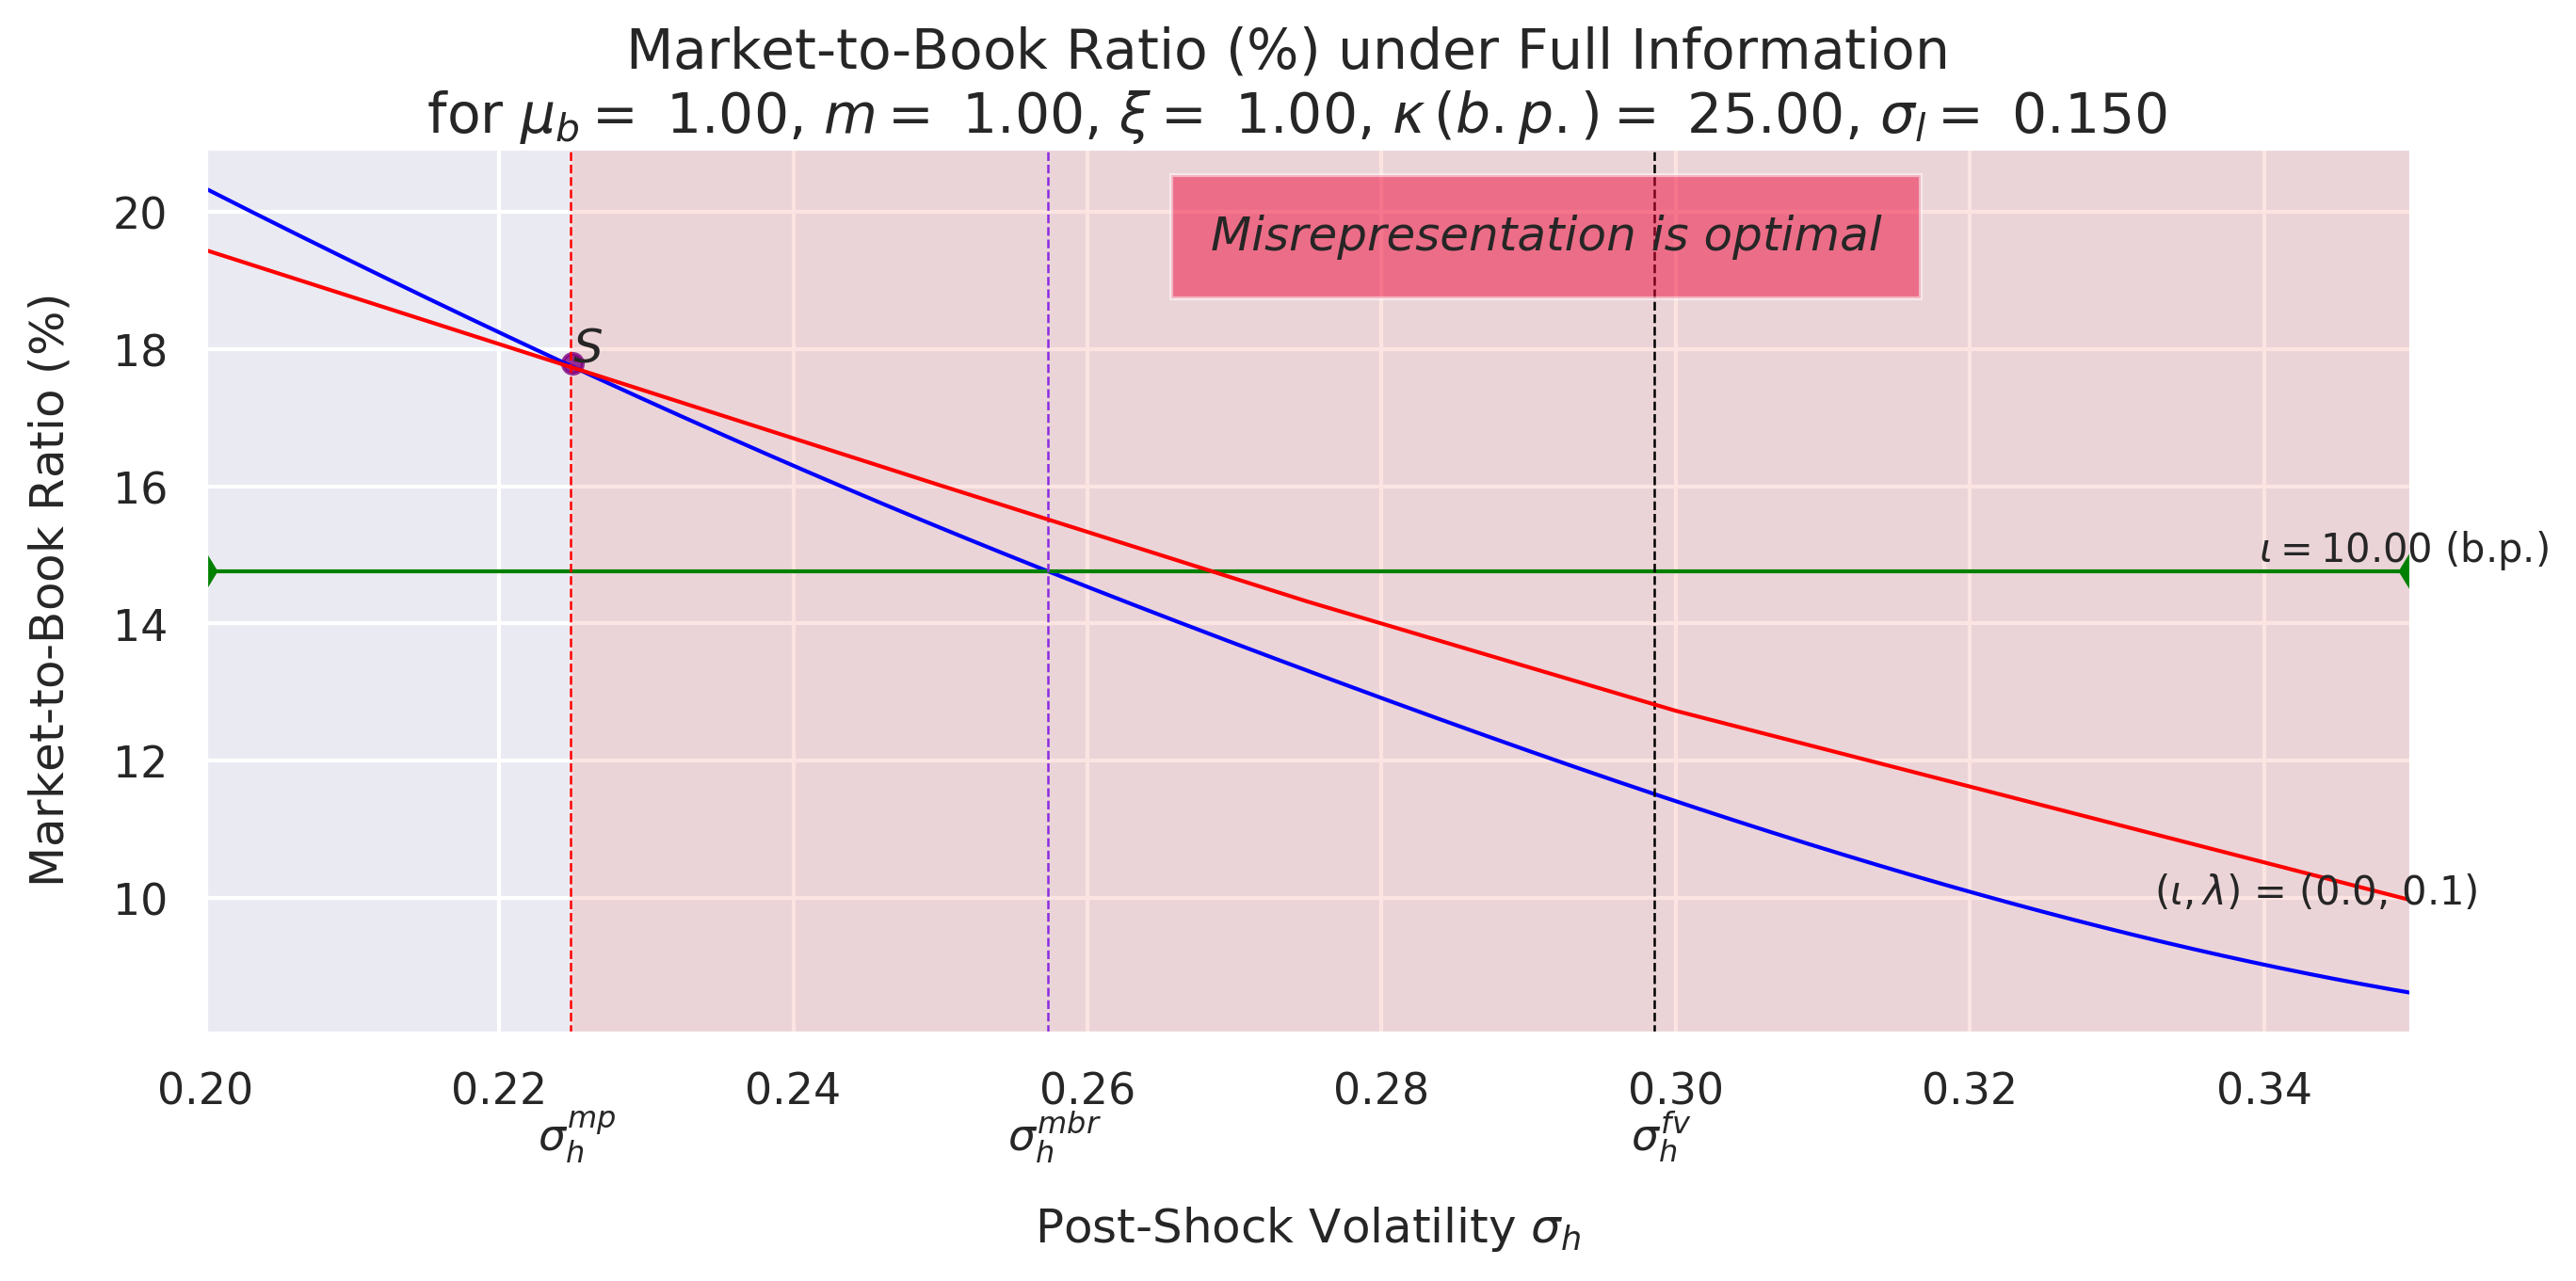 Market-to-Book Ratio (%) under Full Information
for μ_b = 1.00, m = 1.00, ξ = 1.00, κ (b.p.) = 25.00, σ_l = 0.150
Market-to-Book Ratio (%)
20
18
16
14
12
10
Misrepresentation is optimal
S
ι = 10.00 (b.p.)
(ι, λ) = (0.0, 0.1)
0.20 0.22 0.24 0.26 0.28 0.30 0.32 0.34
σ_h^{mp} σ_h^{mbr} σ_h^{fv}
Post-Shock Volatility σ_h